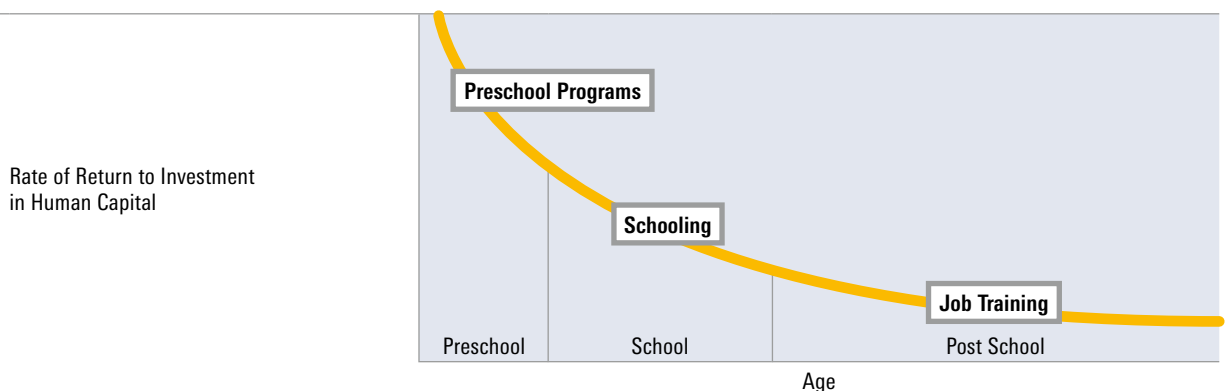 Preschool Programs
Rate of Return to Investment
in Human Capital
Schooling
Job Training
Preschool
School
Post School
Age